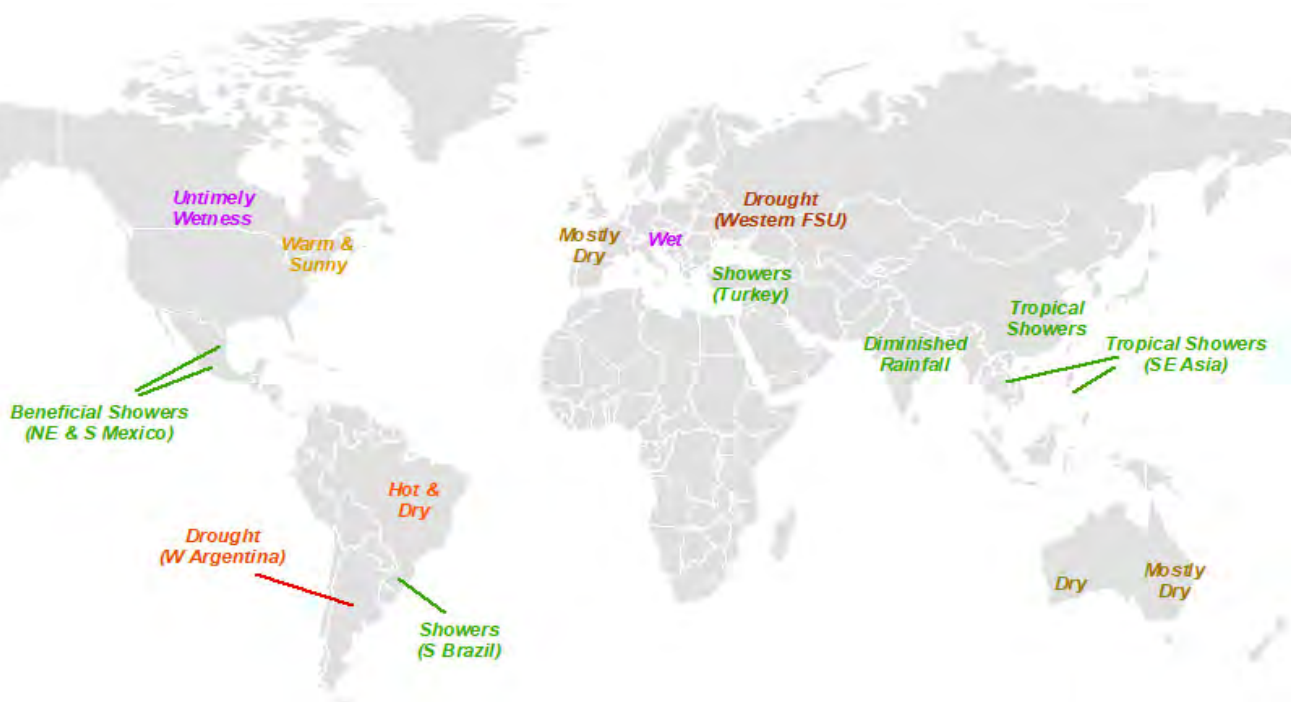 Untimely
Wetness
Warm &
Sunny
Beneficial Showers
(NE & S Mexico)
Hot &
Dry
Drought
(W Argentina)
Showers
(S Brazil)
Mostly
Dry
Wet
Drought
(Western FSU)
Showers
(Turkey)
Diminished
Rainfall
Tropical
Showers
Tropical Showers
(SE Asia)
Dry
Mostly
Dry